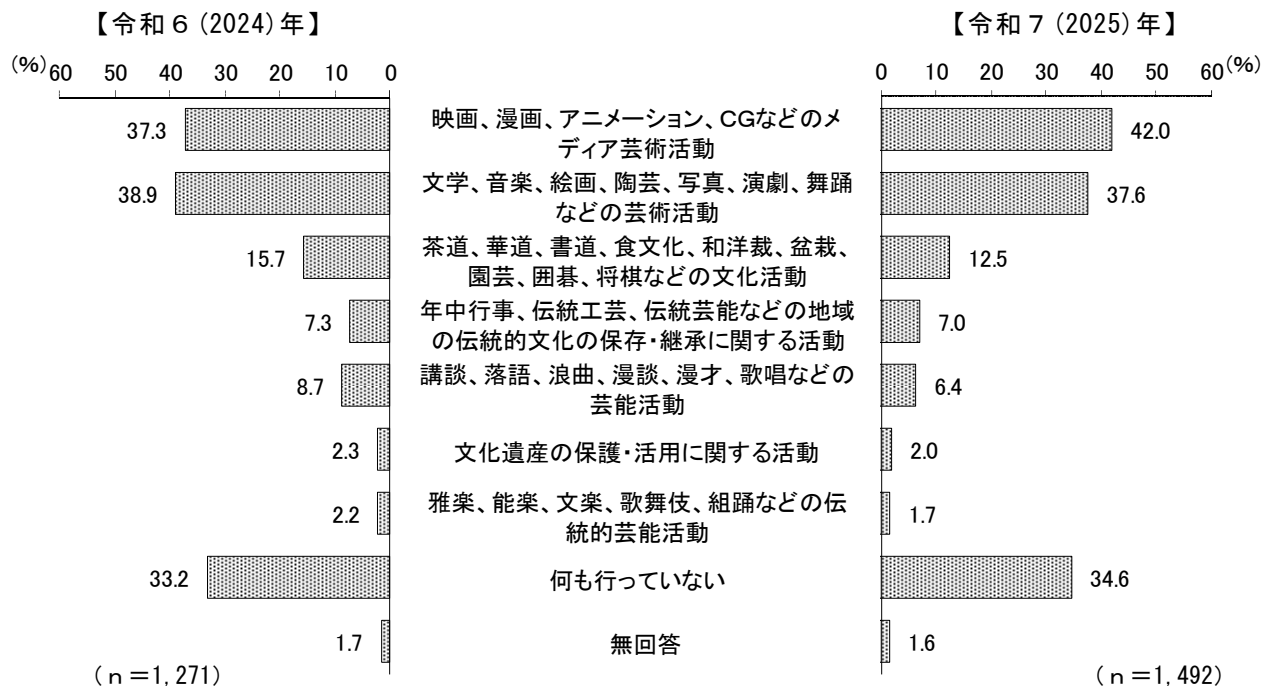 【令和６(2024)年】
【令和７(2025)年】
(%) 60 50 40 30 20 10 0
0 10 20 30 40 50 60 (%)
37.3
映画、漫画、アニメーション、CGなどのメ
ディア芸術活動
42.0
38.9
文学、音楽、絵画、陶芸、写真、演劇、舞踊
などの芸術活動
37.6
15.7
茶道、華道、書道、食文化、和洋裁、盆栽、
園芸、囲碁、将棋などの文化活動
12.5
7.3
年中行事、伝統工芸、伝統芸能などの地域
の伝統的文化の保存・継承に関する活動
7.0
8.7
講談、落語、浪曲、漫談、漫才、歌唱などの
芸能活動
6.4
2.3
文化遺産の保護・活用に関する活動
2.0
2.2
雅楽、能楽、文楽、歌舞伎、組踊などの伝
統的芸能活動
1.7
33.2
何も行っていない
34.6
1.7
無回答
1.6
(ｎ＝1,271)
(ｎ＝1,492)